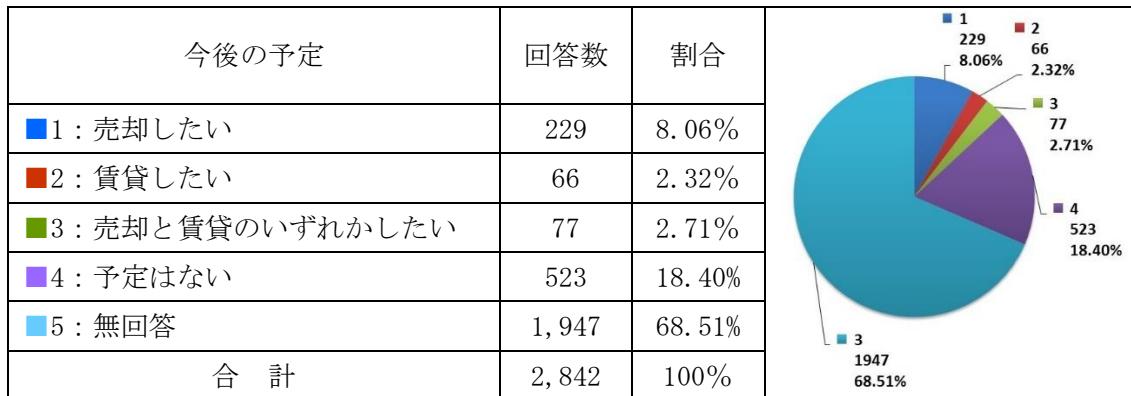 今後の予定 回答数 割合
■1：売却したい 229 8.06%
■2：賃貸したい 66 2.32%
■3：売却と賃貸のいずれかしたい 77 2.71%
■4：予定はない 523 18.40%
■5：無回答 1,947 68.51%
合　計 2,842 100%
1
229
8.06%
2
66
2.32%
3
77
2.71%
4
523
18.40%
3
1947
68.51%